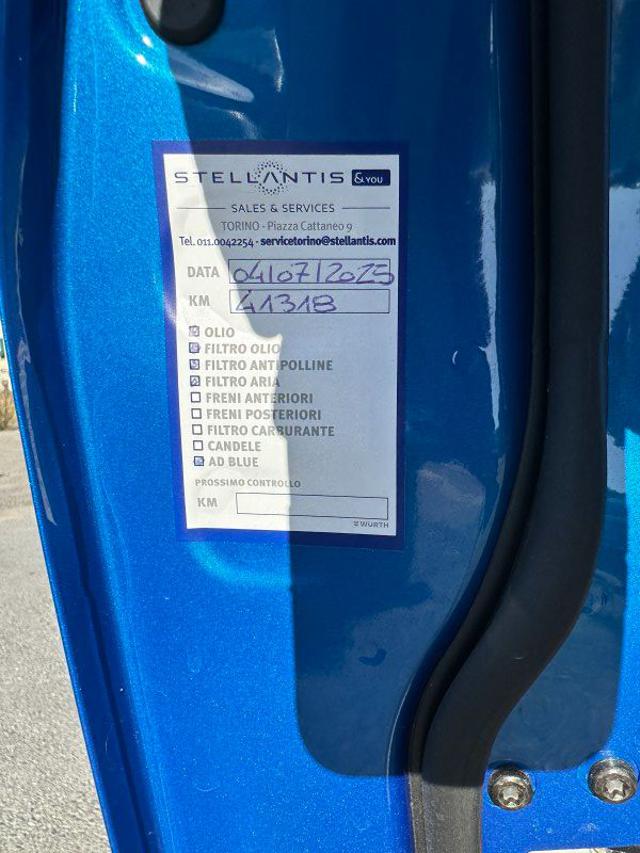 STELLANTIS &YOU
SALES & SERVICES
TORINO - Piazza Cattaneo 9
Tel. 011.0042254 - servicetorino@stellantis.com
DATA 04/07/2025
KM 41318
OLIO
FILTRO OLIO
FILTRO ANTIPOLLINE
FILTRO ARIA
FRENI ANTERIORI
FRENI POSTERIORI
FILTRO CARBURANTE
CANDELE
AD BLUE
PROSSIMO CONTROLLO
KM
WÜRTH